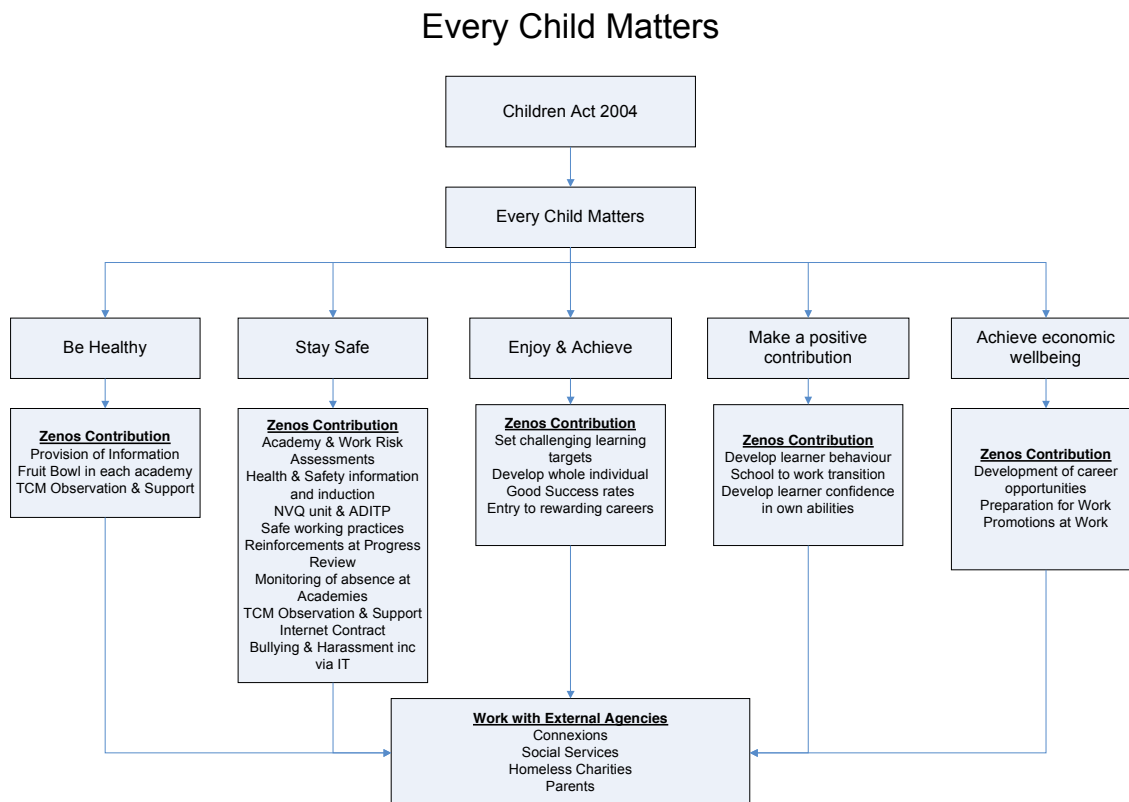 Every Child Matters
Children Act 2004
Every Child Matters
Be Healthy
Stay Safe
Enjoy & Achieve
Make a positive
contribution
Achieve economic
wellbeing
Zenos Contribution
Provision of Information
Fruit Bowl in each academy
TCM Observation & Support
Zenos Contribution
Academy & Work Risk
Assessments
Health & Safety information
and induction
NVQ unit & ADITP
Safe working practices
Reinforcements at Progress
Review
Monitoring of absence at
Academies
TCM Observation & Support
Internet Contract
Bullying & Harassment inc
via IT
Zenos Contribution
Set challenging learning
targets
Develop whole individual
Good Success rates
Entry to rewarding careers
Zenos Contribution
Develop learner behaviour
School to work transition
Develop learner confidence
in own abilities
Zenos Contribution
Development of career
opportunities
Preparation for Work
Promotions at Work
Work with External Agencies
Connexions
Social Services
Homeless Charities
Parents